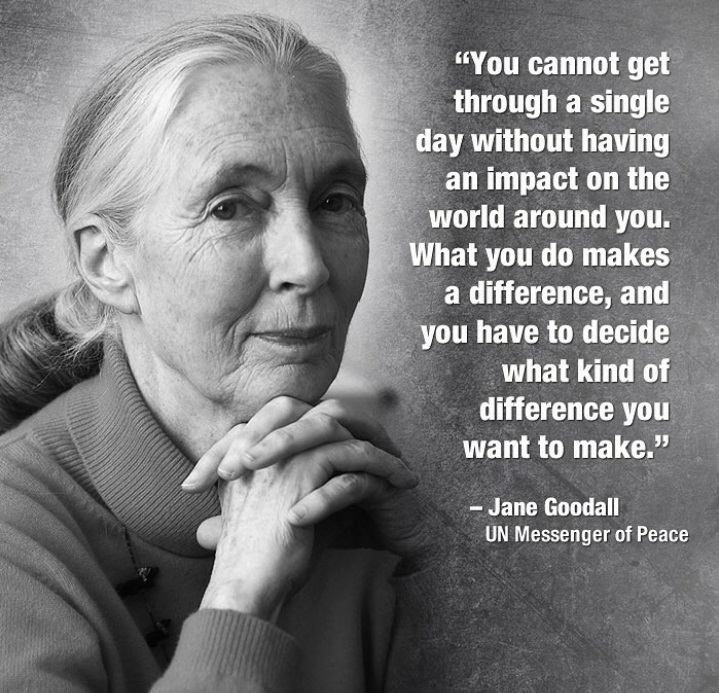 “You cannot get
through a single
day without having
an impact on the
world around you.
What you do makes
a difference, and
you have to decide
what kind of
difference you
want to make.”
– Jane Goodall
UN Messenger of Peace